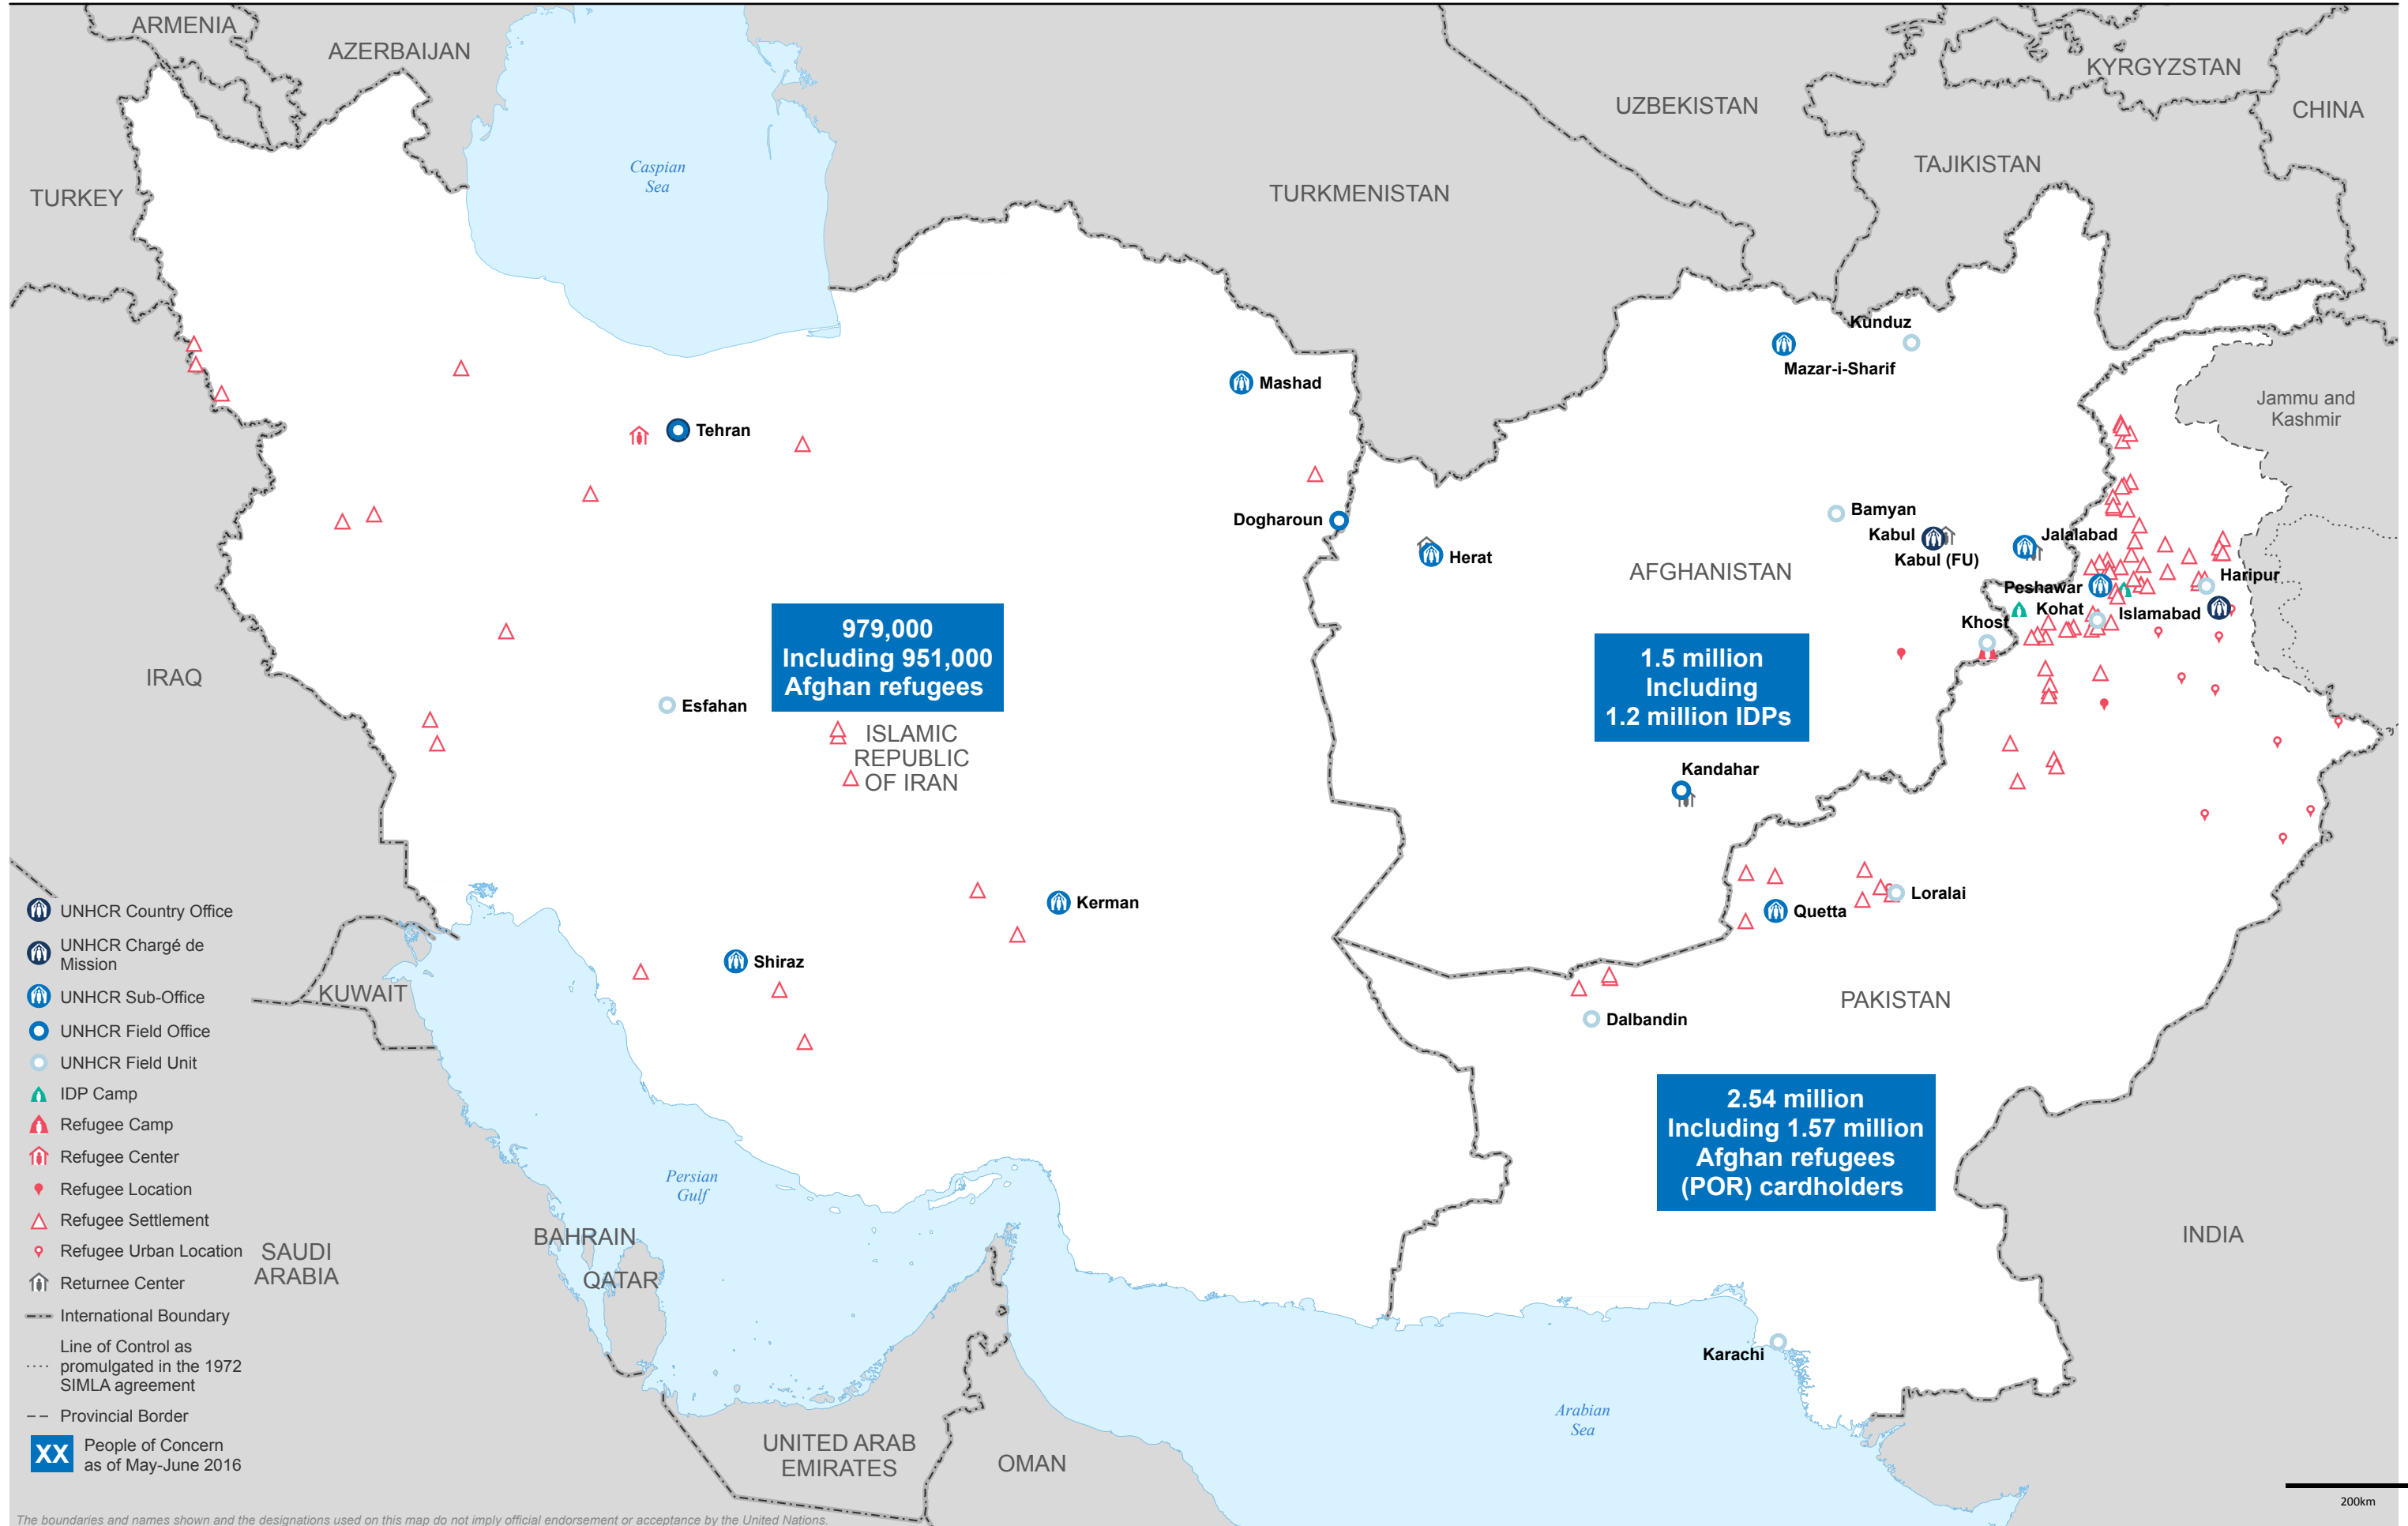 ARMENIA
AZERBAIJAN
KYRGYZSTAN
UZBEKISTAN
CHINA
Caspian
Sea
TAJIKISTAN
TURKEY
TURKMENISTAN
Kunduz
Mazar-i-Sharif
Mashad
Jammu and
Kashmir
Tehran
Dogharoun
Bamyan
Herat
Kabul
Jalalabad
Kabul (FU)
AFGHANISTAN
Peshawar
Haripur
Kohat
Islamabad
Khost
979,000
Including 951,000
Afghan refugees
1.5 million
Including
1.2 million IDPs
IRAQ
Esfahan
ISLAMIC
REPUBLIC
OF IRAN
Kandahar
Kerman
Loralai
Quetta
Shiraz
KUWAIT
PAKISTAN
Dalbandin
2.54 million
Including 1.57 million
Afghan refugees
(POR) cardholders
Persian
Gulf
BAHRAIN
QATAR
SAUDI
ARABIA
INDIA
Karachi
Arabian
Sea
UNITED ARAB
EMIRATES
OMAN
UNHCR Country Office
UNHCR Chargé de
Mission
UNHCR Sub-Office
UNHCR Field Office
UNHCR Field Unit
IDP Camp
Refugee Camp
Refugee Center
Refugee Location
Refugee Settlement
Refugee Urban Location
Returnee Center
International Boundary
Line of Control as
promulgated in the 1972
SIMLA agreement
Provincial Border
XX
People of Concern
as of May-June 2016
200km
The boundaries and names shown and the designations used on this map do not imply official endorsement or acceptance by the United Nations.